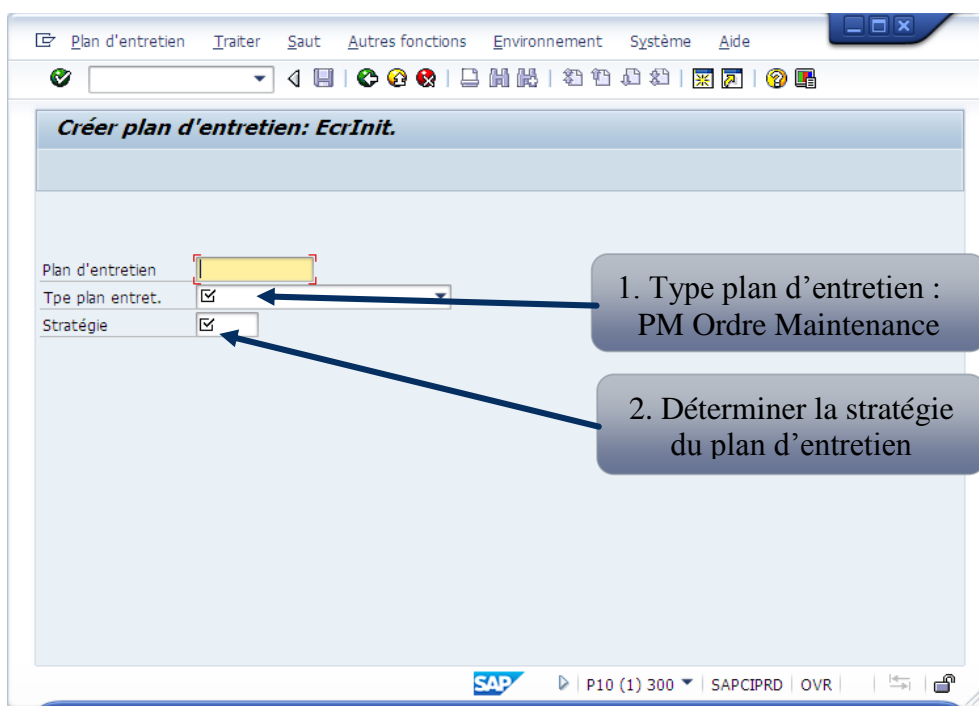 Plan d'entretien Traiter Saut Autres fonctions Environnement Système Aide
Créer plan d'entretien: EcrInit.
Plan d'entretien
Tpe plan entret.
Stratégie
1. Type plan d’entretien :
PM Ordre Maintenance
2. Déterminer la stratégie
du plan d’entretien
SAP P10 (1) 300 SAPCIPRD OVR